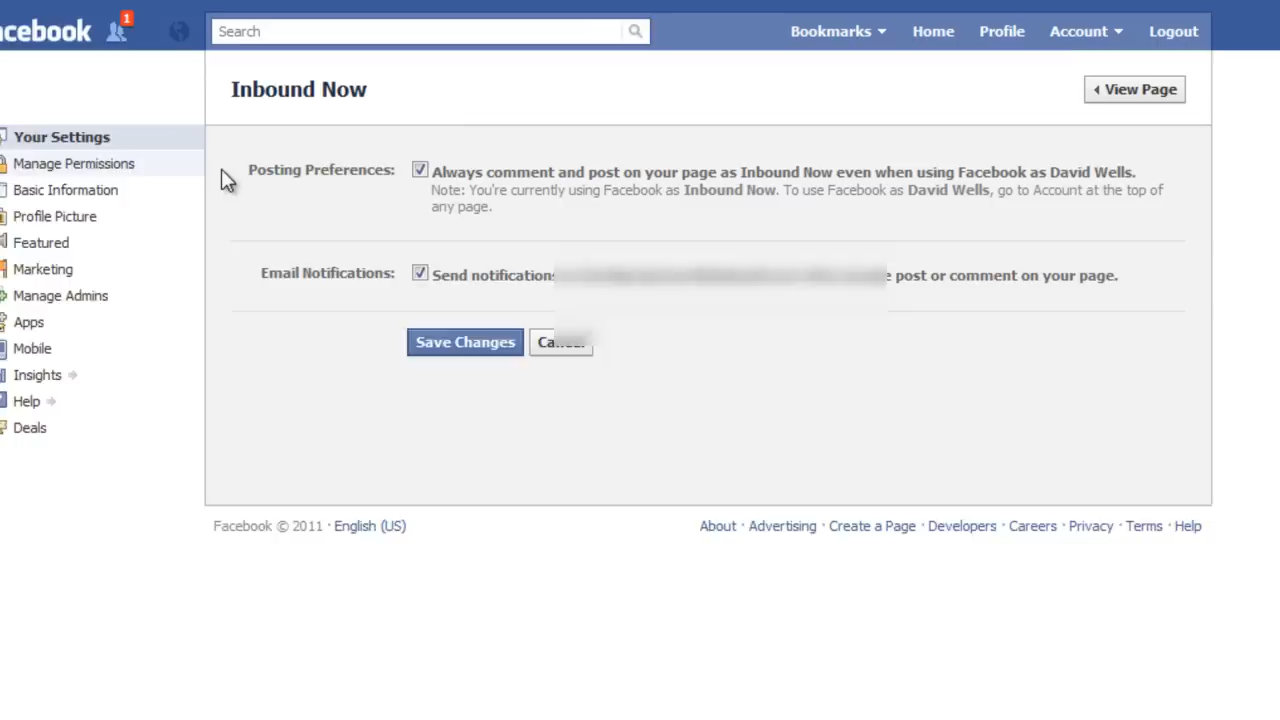 acebook
1
Search
Bookmarks
Home
Profile
Account
Logout
Inbound Now
View Page
Your Settings
Manage Permissions
Basic Information
Profile Picture
Featured
Marketing
Manage Admins
Apps
Mobile
Insights
Help
Deals
Posting Preferences:
Always comment and post on your page as Inbound Now even when using Facebook as David Wells.
Note: You're currently using Facebook as Inbound Now. To use Facebook as David Wells, go to Account at the top of
any page.
Email Notifications:
Send notifications post or comment on your page.
Save Changes
Facebook © 2011 · English (US)
About · Advertising · Create a Page · Developers · Careers · Privacy · Terms · Help